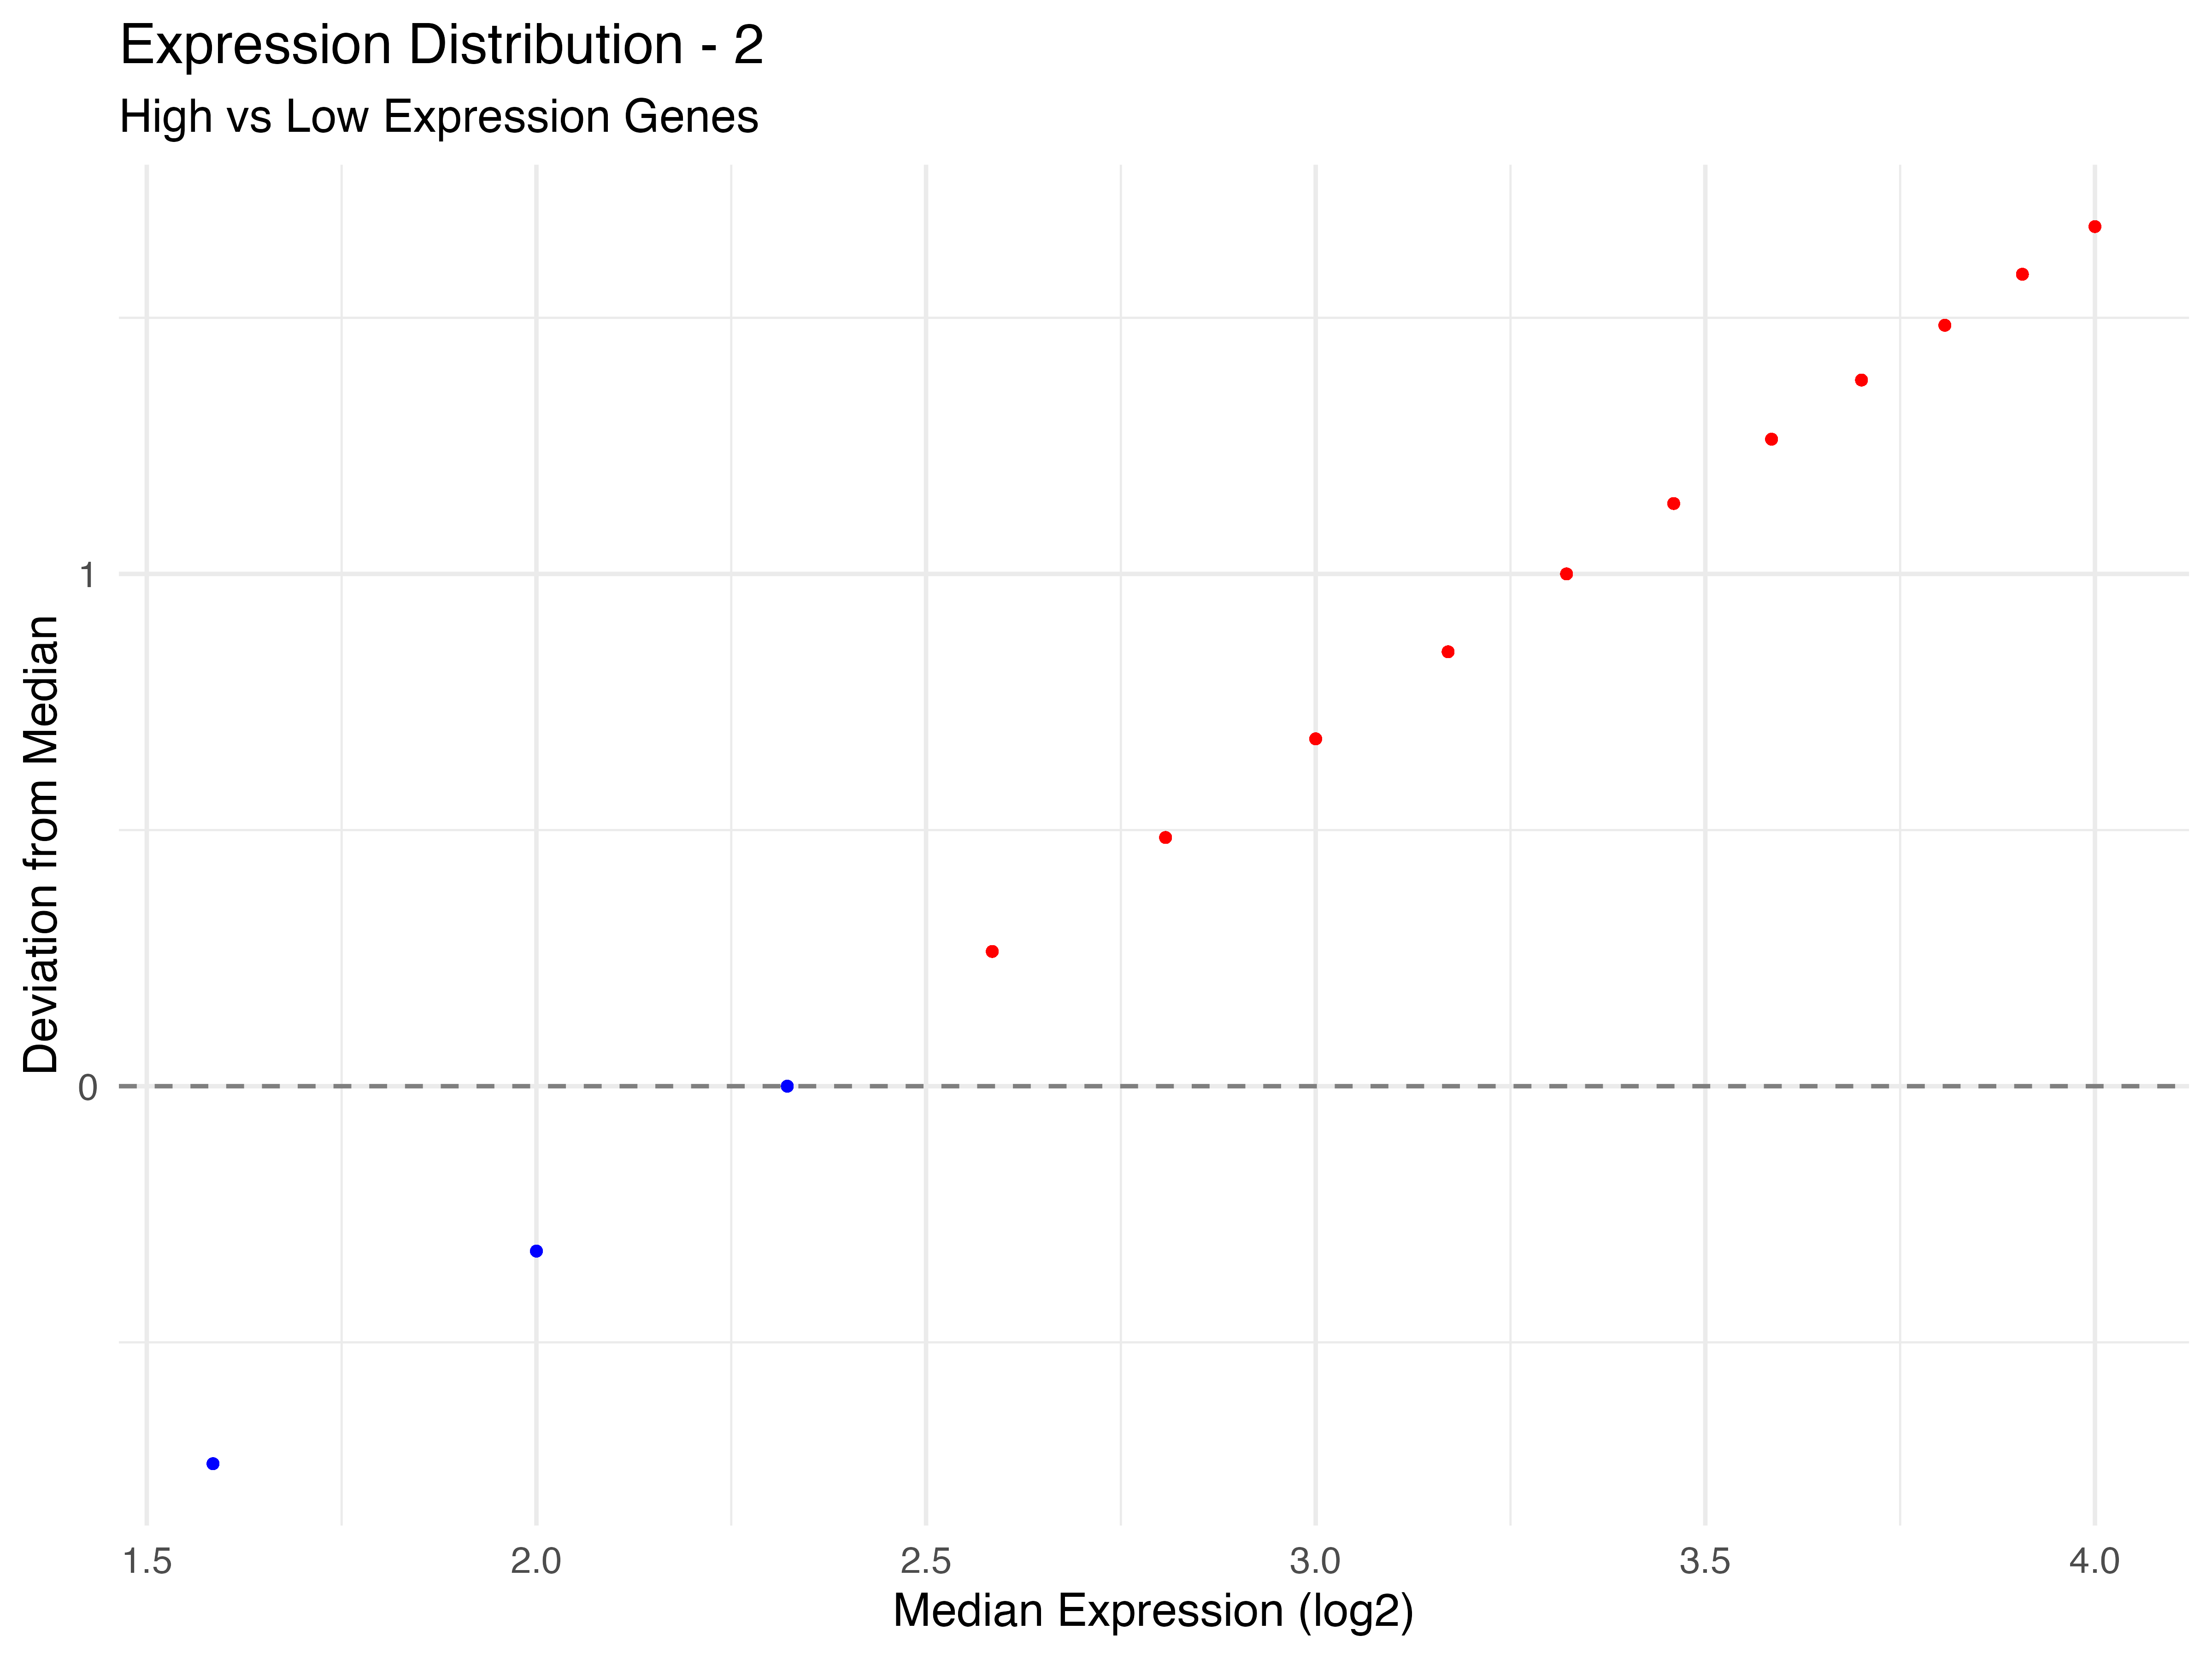 Expression Distribution - 2
High vs Low Expression Genes
Deviation from Median
1
0
1.5 2.0 2.5 3.0 3.5 4.0
Median Expression (log2)